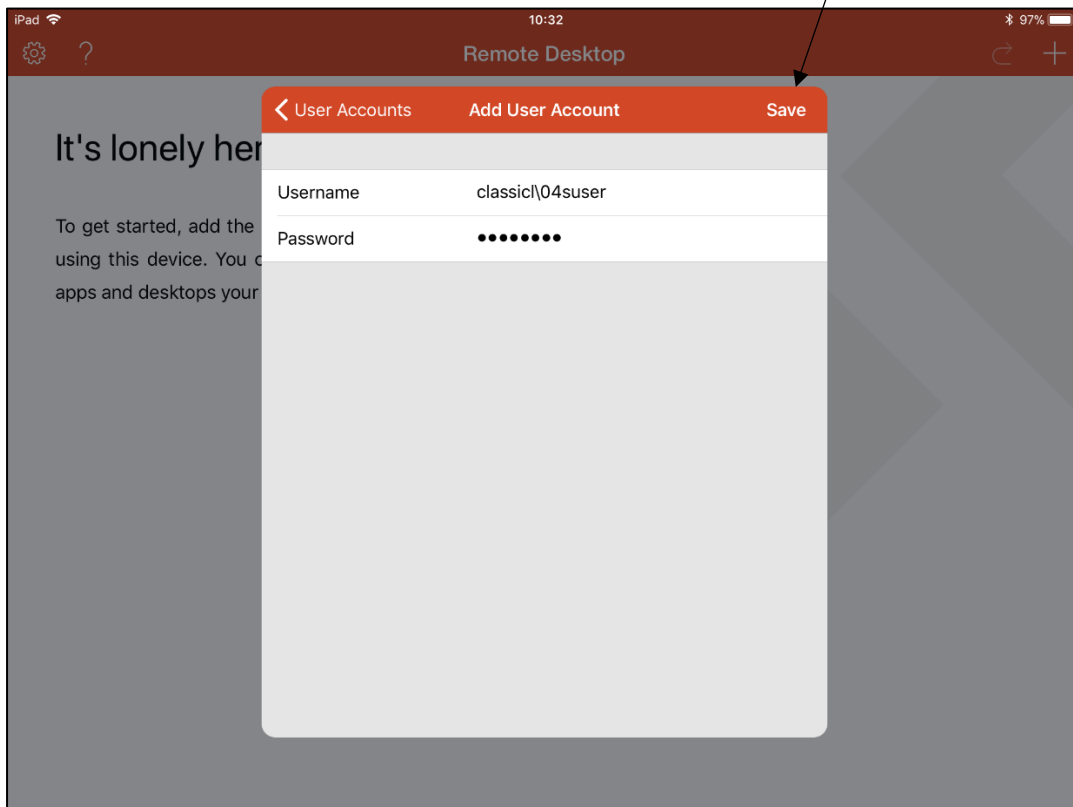 iPad 10:32 97%
? Remote Desktop
User Accounts Add User Account Save
It's lonely her
Username classicl\04suser
To get started, add the
Password ••••••••
using this device. You c
apps and desktops your